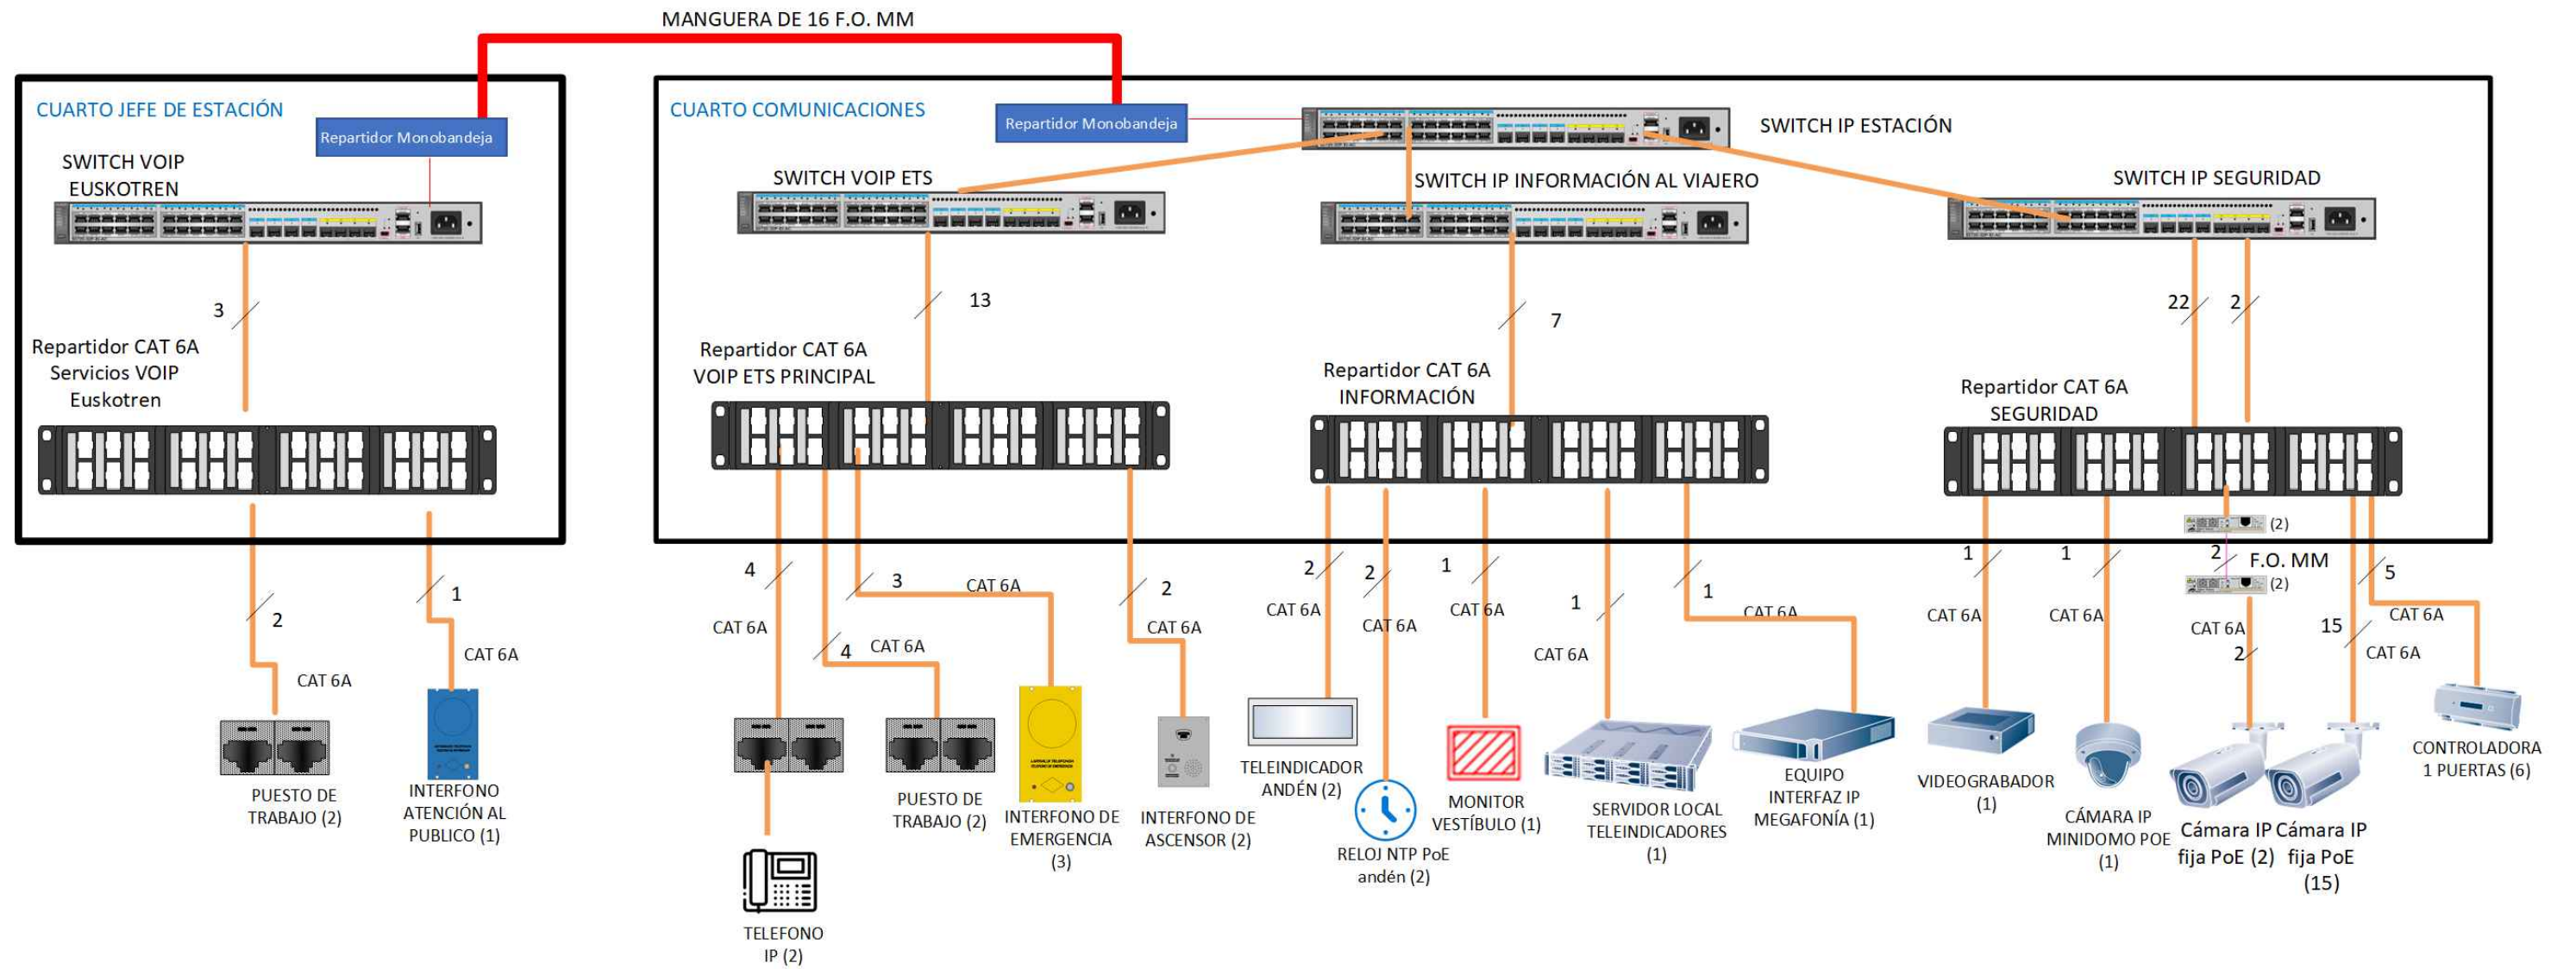 MANGUERA DE 16 F.O. MM
CUARTO JEFE DE ESTACIÓN
Repartidor Monobandeja
SWITCH VOIP
EUSKOTREN
3
Repartidor CAT 6A
Servicios VOIP
Euskotren
2
CAT 6A
1
CAT 6A
PUESTO DE
TRABAJO (2)
INTERFONO
ATENCIÓN AL
PUBLICO (1)
CUARTO COMUNICACIONES
Repartidor Monobandeja
SWITCH IP ESTACIÓN
SWITCH VOIP ETS
SWITCH IP INFORMACIÓN AL VIAJERO
SWITCH IP SEGURIDAD
13
7
22
2
Repartidor CAT 6A
VOIP ETS PRINCIPAL
Repartidor CAT 6A
INFORMACIÓN
Repartidor CAT 6A
SEGURIDAD
4
CAT 6A
4
CAT 6A
3
CAT 6A
2
CAT 6A
2
CAT 6A
2
CAT 6A
1
CAT 6A
1
CAT 6A
1
CAT 6A
1
CAT 6A
1
CAT 6A
(2)
2
F.O. MM
(2)
CAT 6A
2
15
CAT 6A
5
CAT 6A
TELEFONO
IP (2)
PUESTO DE
TRABAJO (2)
INTERFONO DE
EMERGENCIA
(3)
INTERFONO DE
ASCENSOR (2)
TELEINDICADOR
ANDÉN (2)
RELOJ NTP PoE
andén (2)
MONITOR
VESTÍBULO (1)
SERVIDOR LOCAL
TELEINDICADORES
(1)
EQUIPO
INTERFAZ IP
MEGAFONÍA (1)
VIDEOGRABADOR
(1)
CÁMARA IP
MINIDOMO POE
(1)
Cámara IP
fija PoE (2)
Cámara IP
fija PoE
(15)
CONTROLADORA
1 PUERTAS (6)